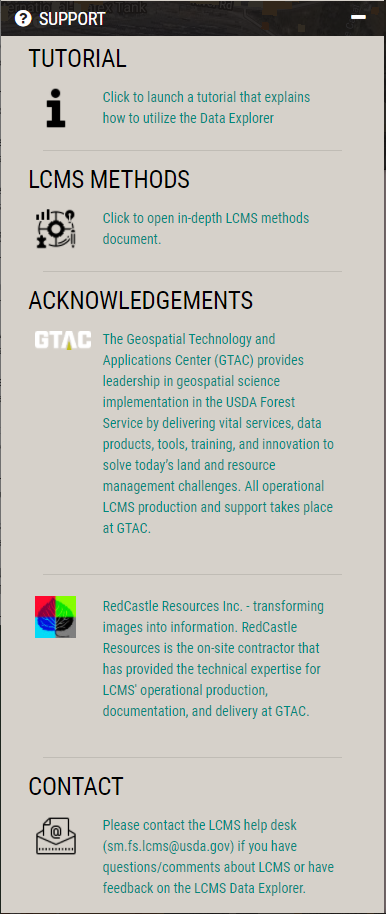 SUPPORT
TUTORIAL
Click to launch a tutorial that explains
how to utilize the Data Explorer
LCMS METHODS
Click to open in-depth LCMS methods
document.
ACKNOWLEDGEMENTS
GTAC
The Geospatial Technology and
Applications Center (GTAC) provides
leadership in geospatial science
implementation in the USDA Forest
Service by delivering vital services, data
products, tools, training, and innovation to
solve today's land and resource
management challenges. All operational
LCMS production and support takes place
at GTAC.
RedCastle Resources Inc. - transforming
images into information. RedCastle
Resources is the on-site contractor that
has provided the technical expertise for
LCMS' operational production,
documentation, and delivery at GTAC.
CONTACT
Please contact the LCMS help desk
(sm.fs.lcms@usda.gov) if you have
questions/comments about LCMS or have
feedback on the LCMS Data Explorer.